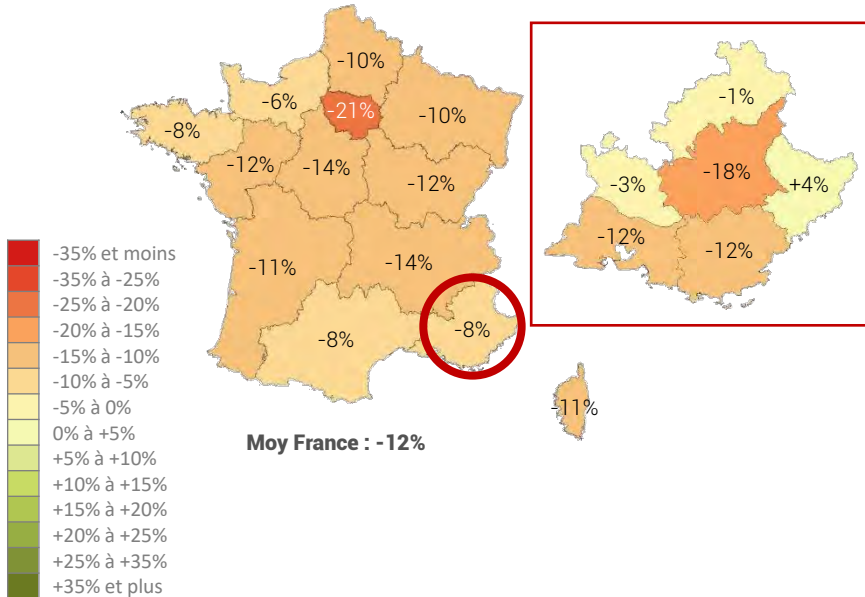 -10%
-6%
-21%
-10%
-8%
-12%
-14%
-12%
-11%
-14%
-8%
-8%
-11%
Moy France : -12%
-1%
-18%
-3%
+4%
-12%
-12%
-35% et moins
-35% à -25%
-25% à -20%
-20% à -15%
-15% à -10%
-10% à -5%
-5% à 0%
0% à +5%
+5% à +10%
+10% à +15%
+15% à +20%
+20% à +25%
+25% à +35%
+35% et plus